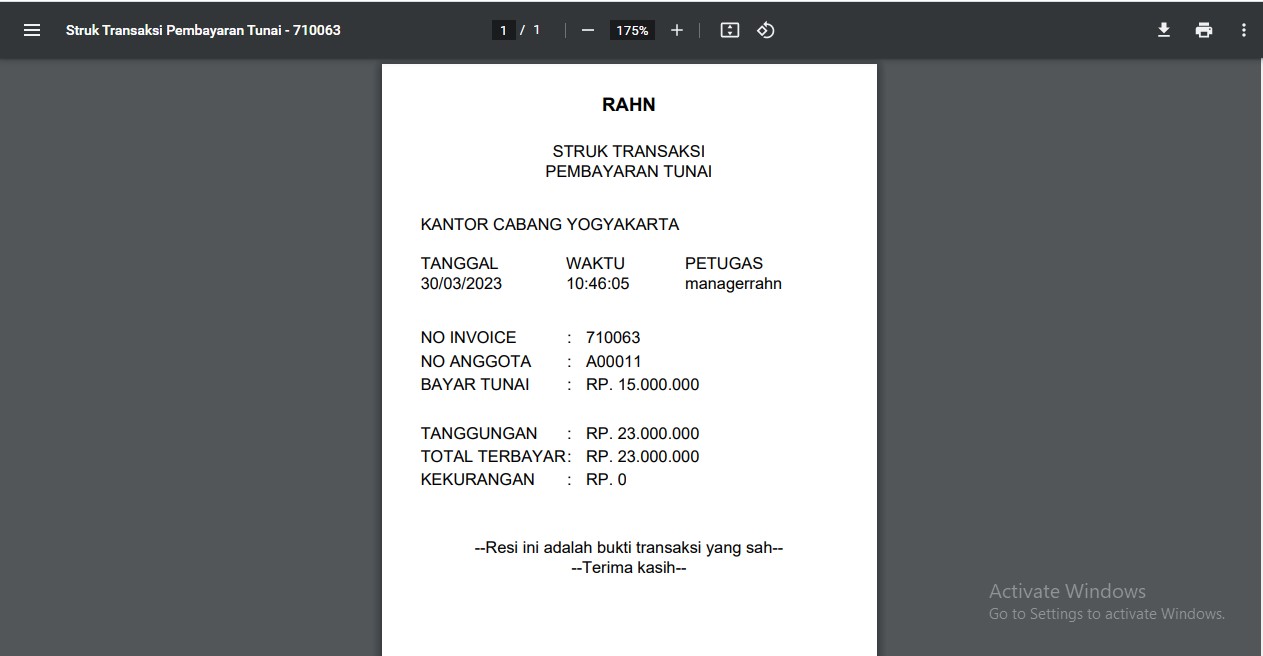 Struk Transaksi Pembayaran Tunai - 710063
1 / 1
175%
RAHN
STRUK TRANSAKSI
PEMBAYARAN TUNAI
KANTOR CABANG YOGYAKARTA
TANGGAL WAKTU PETUGAS
30/03/2023 10:46:05 managerrahn
NO INVOICE : 710063
NO ANGGOTA : A00011
BAYAR TUNAI : RP. 15.000.000
TANGGUNGAN : RP. 23.000.000
TOTAL TERBAYAR: RP. 23.000.000
KEKURANGAN : RP. 0
--Resi ini adalah bukti transaksi yang sah--
--Terima kasih--
Activate Windows
Go to Settings to activate Windows.